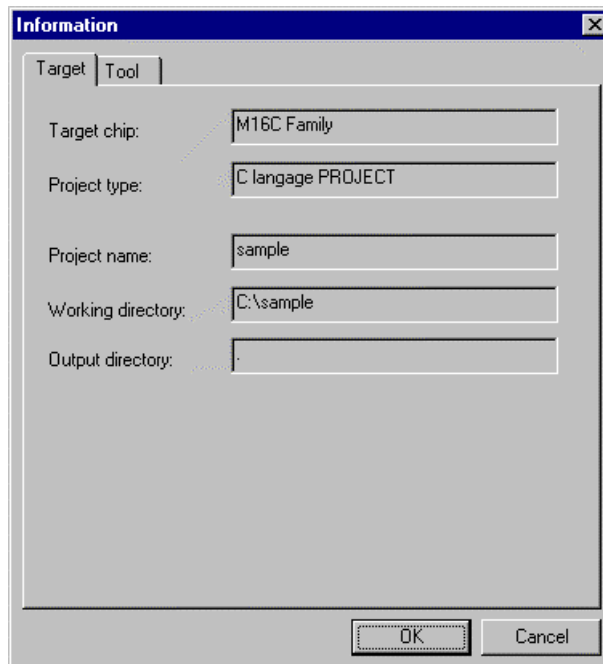 Information
Target Tool
Target chip: M16C Family
Project type: C langage PROJECT
Project name: sample
Working directory: C:\sample
Output directory: .
OK Cancel